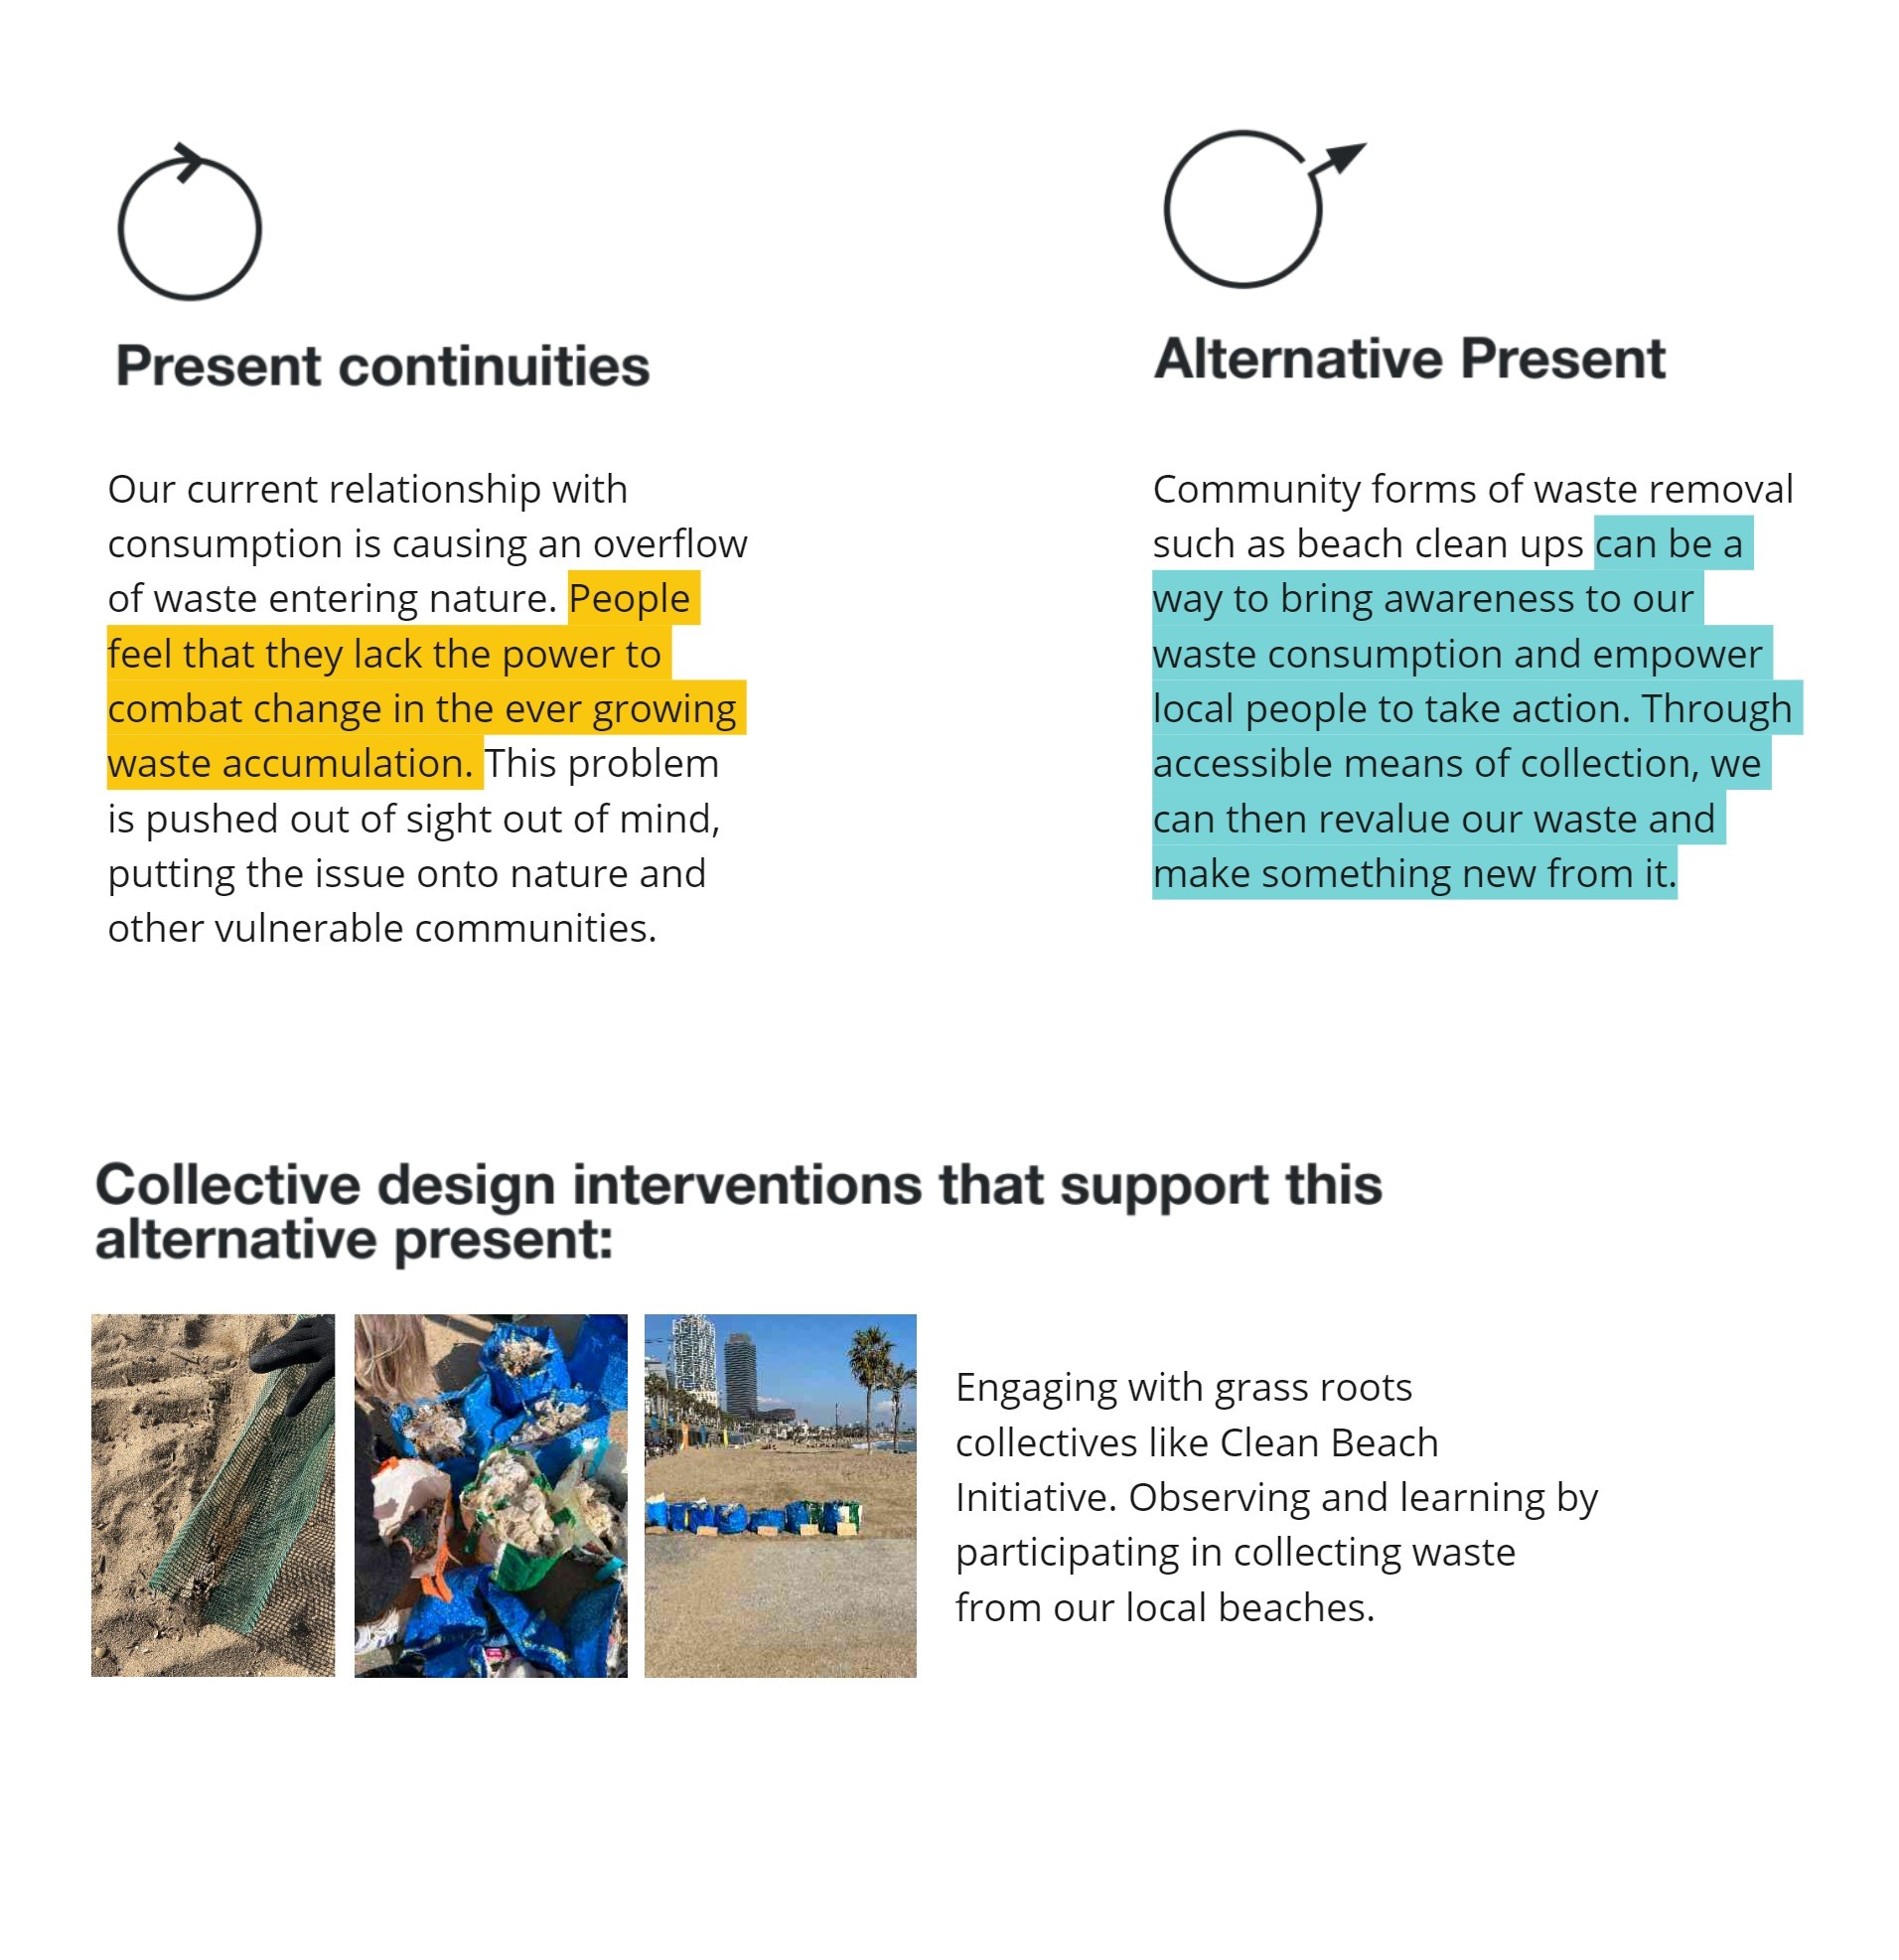 Present continuities
Our current relationship with
consumption is causing an overflow
of waste entering nature. People
feel that they lack the power to
combat change in the ever growing
waste accumulation. This problem
is pushed out of sight out of mind,
putting the issue onto nature and
other vulnerable communities.
Alternative Present
Community forms of waste removal
such as beach clean ups can be a
way to bring awareness to our
waste consumption and empower
local people to take action. Through
accessible means of collection, we
can then revalue our waste and
make something new from it.
Collective design interventions that support this
alternative present:
Engaging with grass roots
collectives like Clean Beach
Initiative. Observing and learning by
participating in collecting waste
from our local beaches.